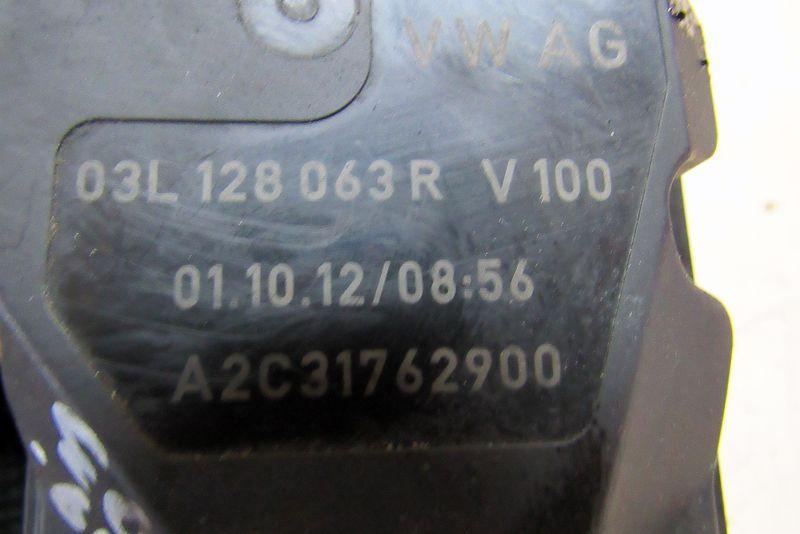 VW AG
03L 128 063 R V 100
01.10.12/08:56
A2C31762900